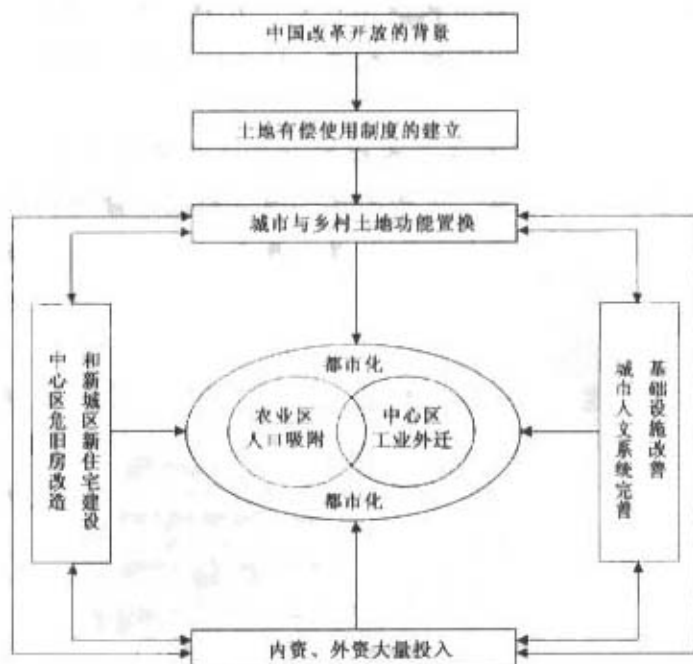 中国改革开放的背景
土地有偿使用制度的建立
城市与乡村土地功能置换
中心区危旧房改造
和新城区新住宅建设
都市化
农业区
人口吸附
中心区
工业外迁
都市化
基础设施改善
城市人文系统完善
内资、外资大量投入